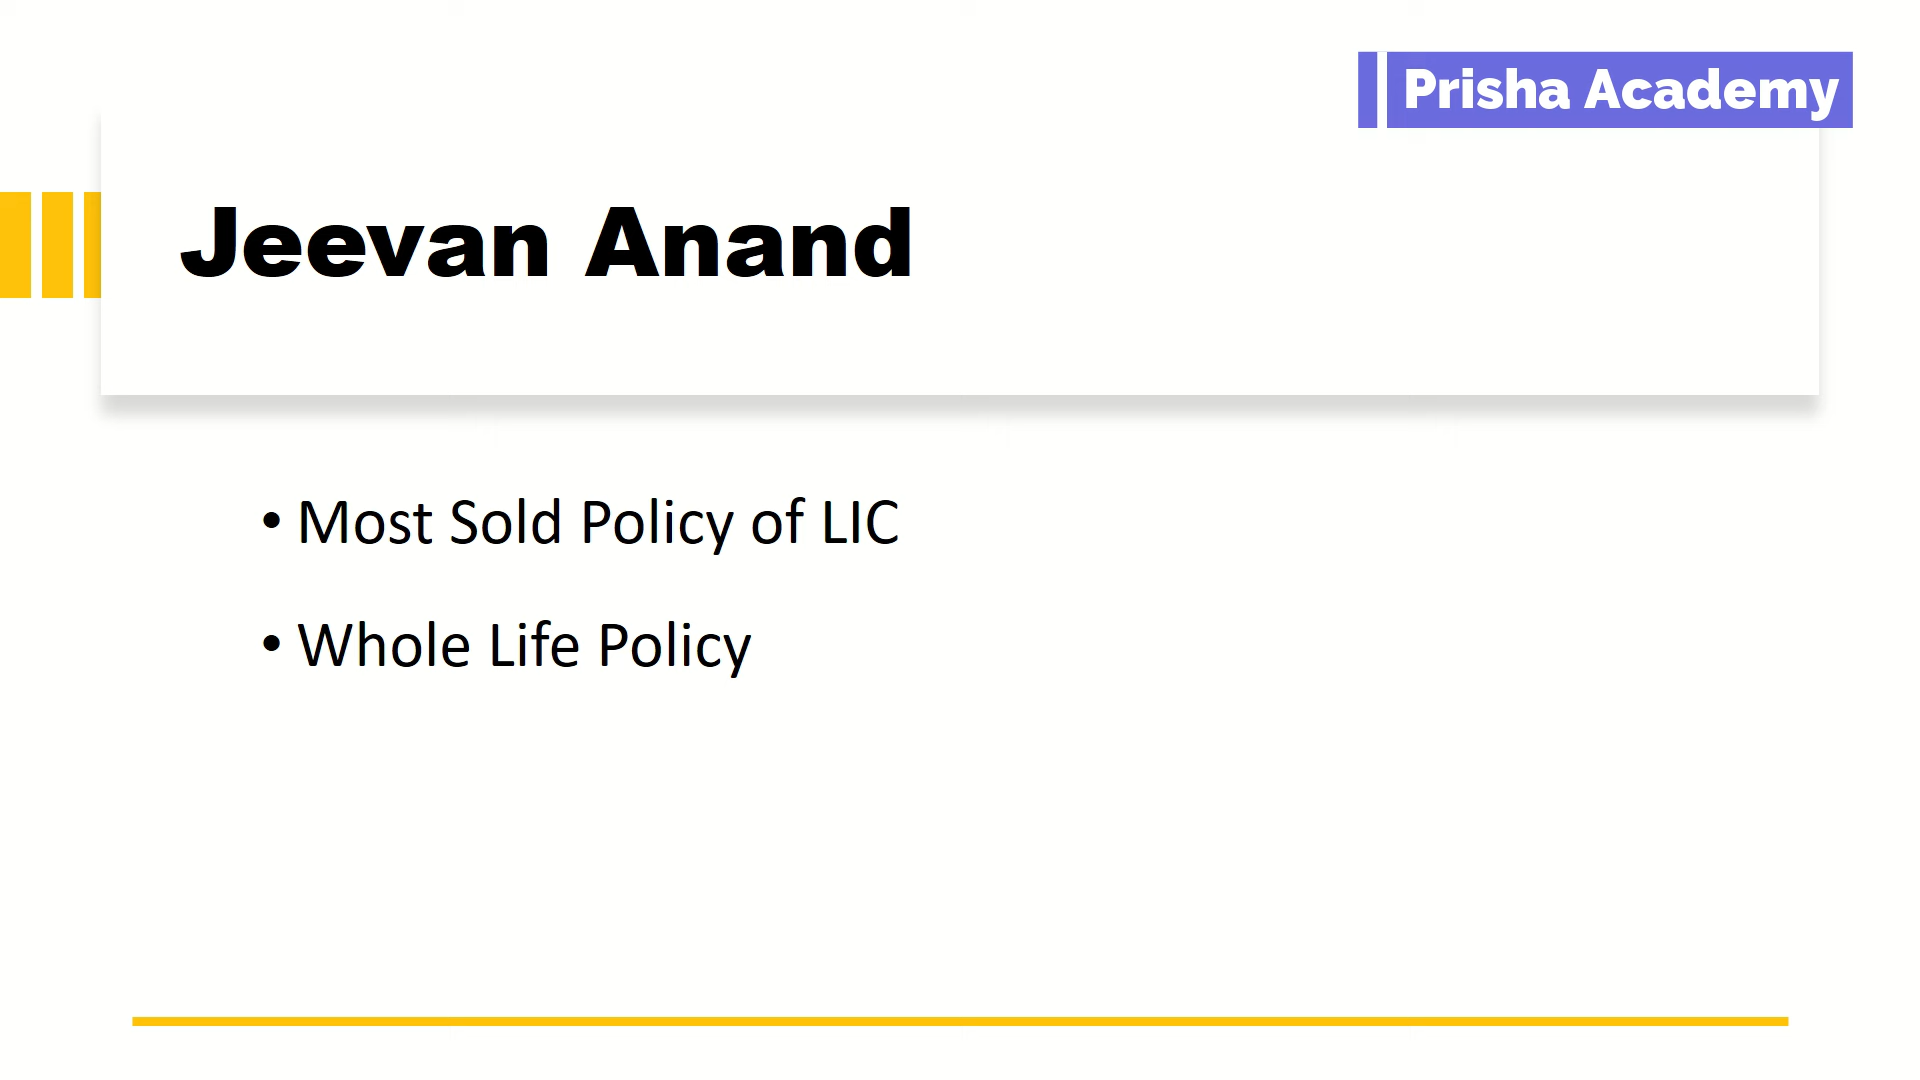 Prisha Academy
Jeevan Anand
• Most Sold Policy of LIC
• Whole Life Policy